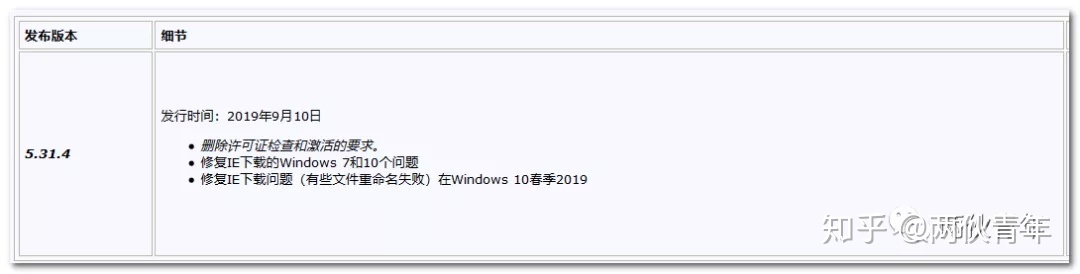 发布版本
细节
发行时间：2019年9月10日
5.31.4
删除许可证检查和激活的要求。
修复IE下载的Windows 7和10个问题
修复IE下载问题（有些文件重命名失败）在Windows 10春季2019
知乎 @两伙青年